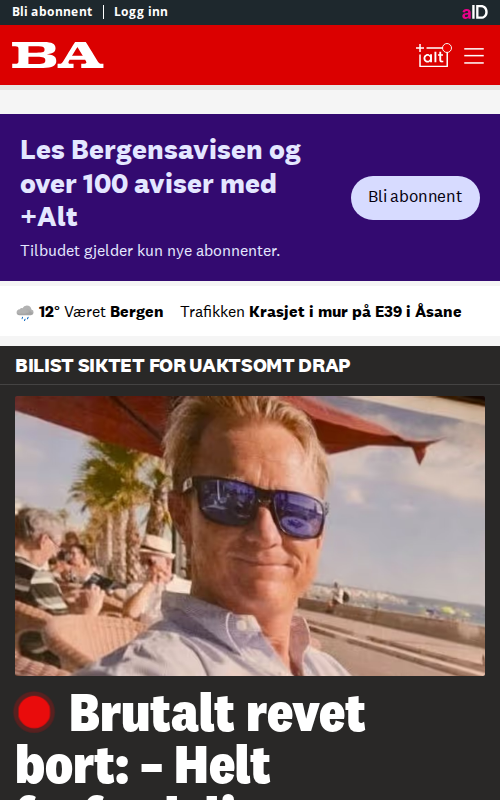 Bli abonnent | Logg inn
aID
BA
+alt
Les Bergensavisen og
over 100 aviser med
+Alt
Tilbudet gjelder kun nye abonnenter.
Bli abonnent
12° Været Bergen Trafikken Krasjet i mur på E39 i Åsane
BILIST SIKTET FOR UAKTSOMT DRAP
Brutalt revet
bort: – Helt